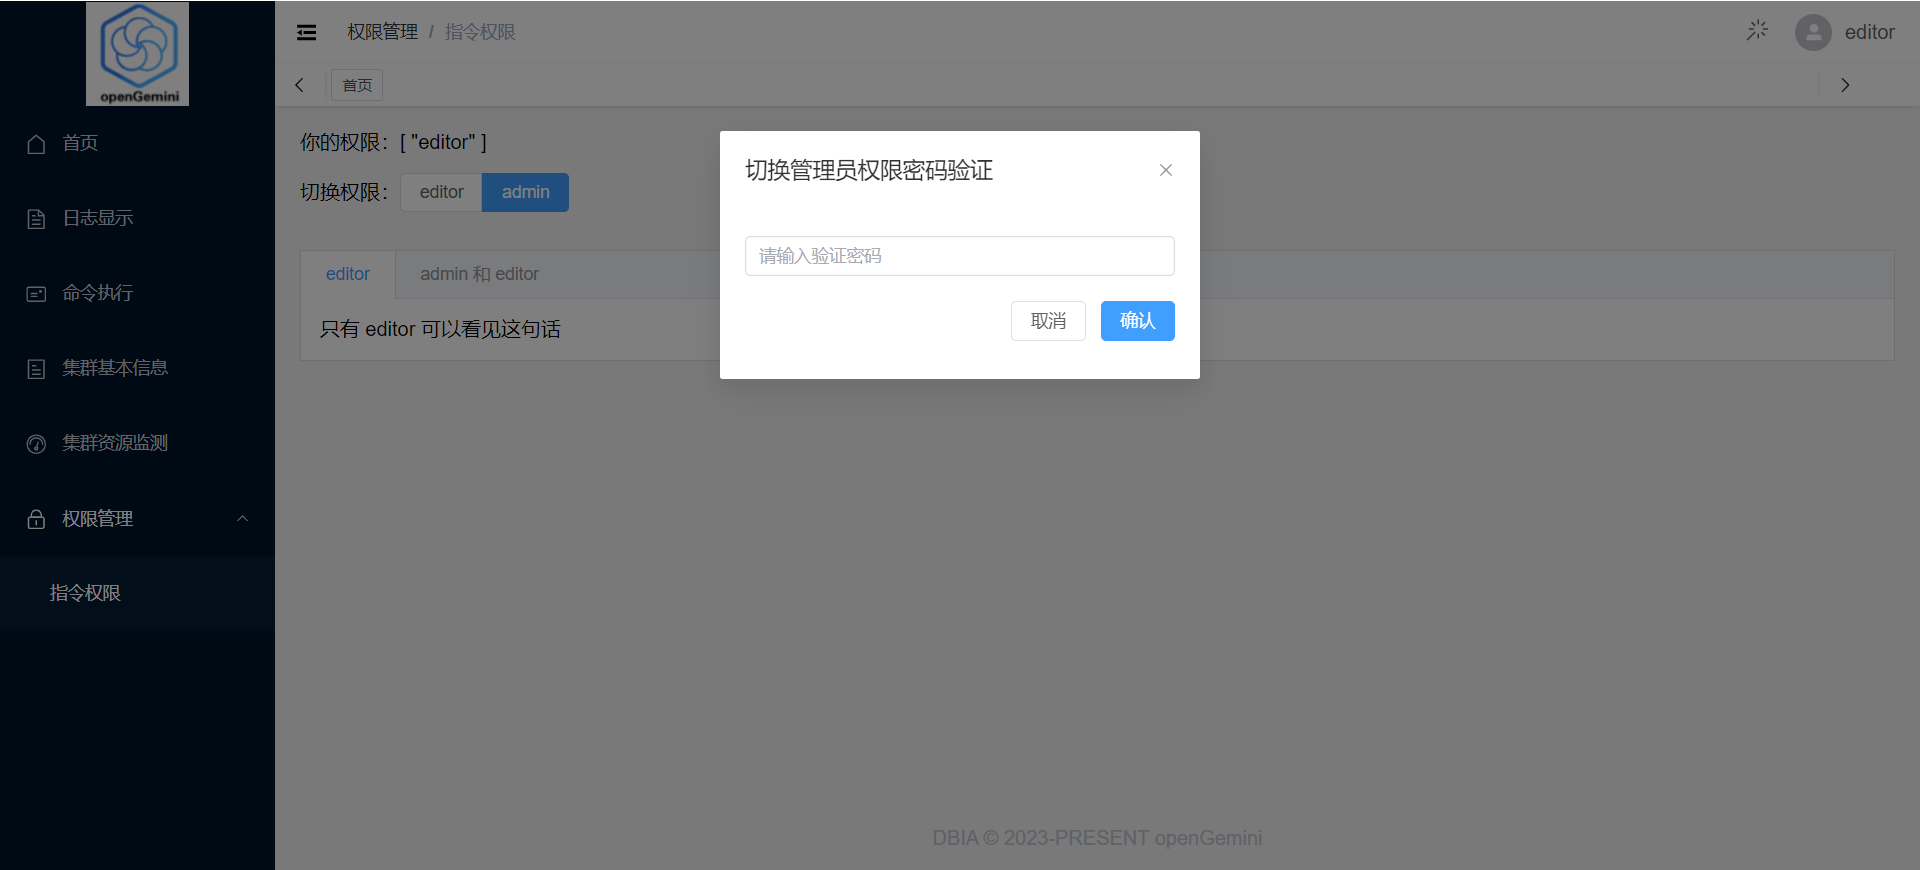 openGemini
首页
日志显示
命令执行
集群基本信息
集群资源监测
权限管理
指令权限
权限管理 / 指令权限
editor
首页
你的权限：[ "editor" ]
切换权限： editor admin
editor admin 和 editor
只有 editor 可以看见这句话
切换管理员权限密码验证
请输入验证密码
取消 确认
DBIA © 2023-PRESENT openGemini